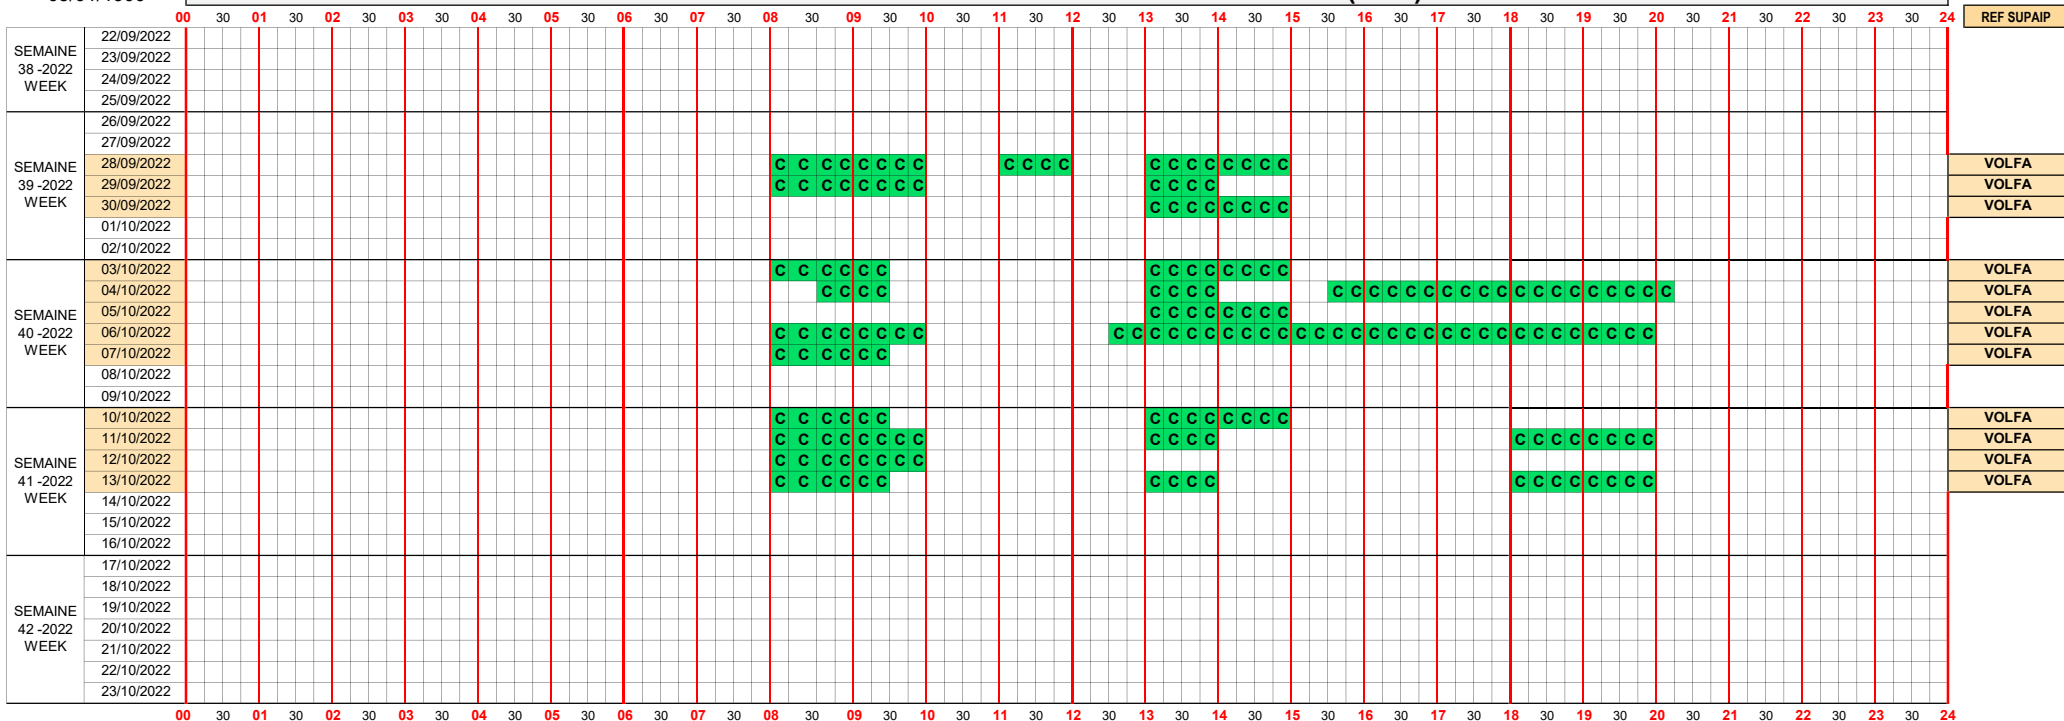 00 30 01 30 02 30 03 30 04 30 05 30 06 30 07 30 08 30 09 30 10 30 11 30 12 30 13 30 14 30 15 30 16 30 17 30 18 30 19 30 20 30 21 30 22 30 23 30 24 REF SUPAIP
SEMAINE
38 -2022
WEEK
22/09/2022
23/09/2022
24/09/2022
25/09/2022
SEMAINE
39 -2022
WEEK
26/09/2022
27/09/2022
28/09/2022 C C C C C C C C C C C C C C C C C C C C VOLFA
29/09/2022 C C C C C C C C C C C C VOLFA
30/09/2022 C C C C C C C C VOLFA
01/10/2022
02/10/2022
SEMAINE
40 -2022
WEEK
03/10/2022 C C C C C C C C C C C C C C VOLFA
04/10/2022 C C C C C C C C C C C C C C C C C C C C C C C C C C C VOLFA
05/10/2022 C C C C C C C C VOLFA
06/10/2022 C C C C C C C C C C C C C C C C C C C C C C C C C C C C C C C C C C C C C C VOLFA
07/10/2022 C C C C C C VOLFA
08/10/2022
09/10/2022
SEMAINE
41 -2022
WEEK
10/10/2022 C C C C C C C C C C C C C C VOLFA
11/10/2022 C C C C C C C C C C C C C C C C C C C C VOLFA
12/10/2022 C C C C C C C C VOLFA
13/10/2022 C C C C C C C C C C C C C C C C C C VOLFA
14/10/2022
15/10/2022
16/10/2022
SEMAINE
42 -2022
WEEK
17/10/2022
18/10/2022
19/10/2022
20/10/2022
21/10/2022
22/10/2022
23/10/2022
00 30 01 30 02 30 03 30 04 30 05 30 06 30 07 30 08 30 09 30 10 30 11 30 12 30 13 30 14 30 15 30 16 30 17 30 18 30 19 30 20 30 21 30 22 30 23 30 24